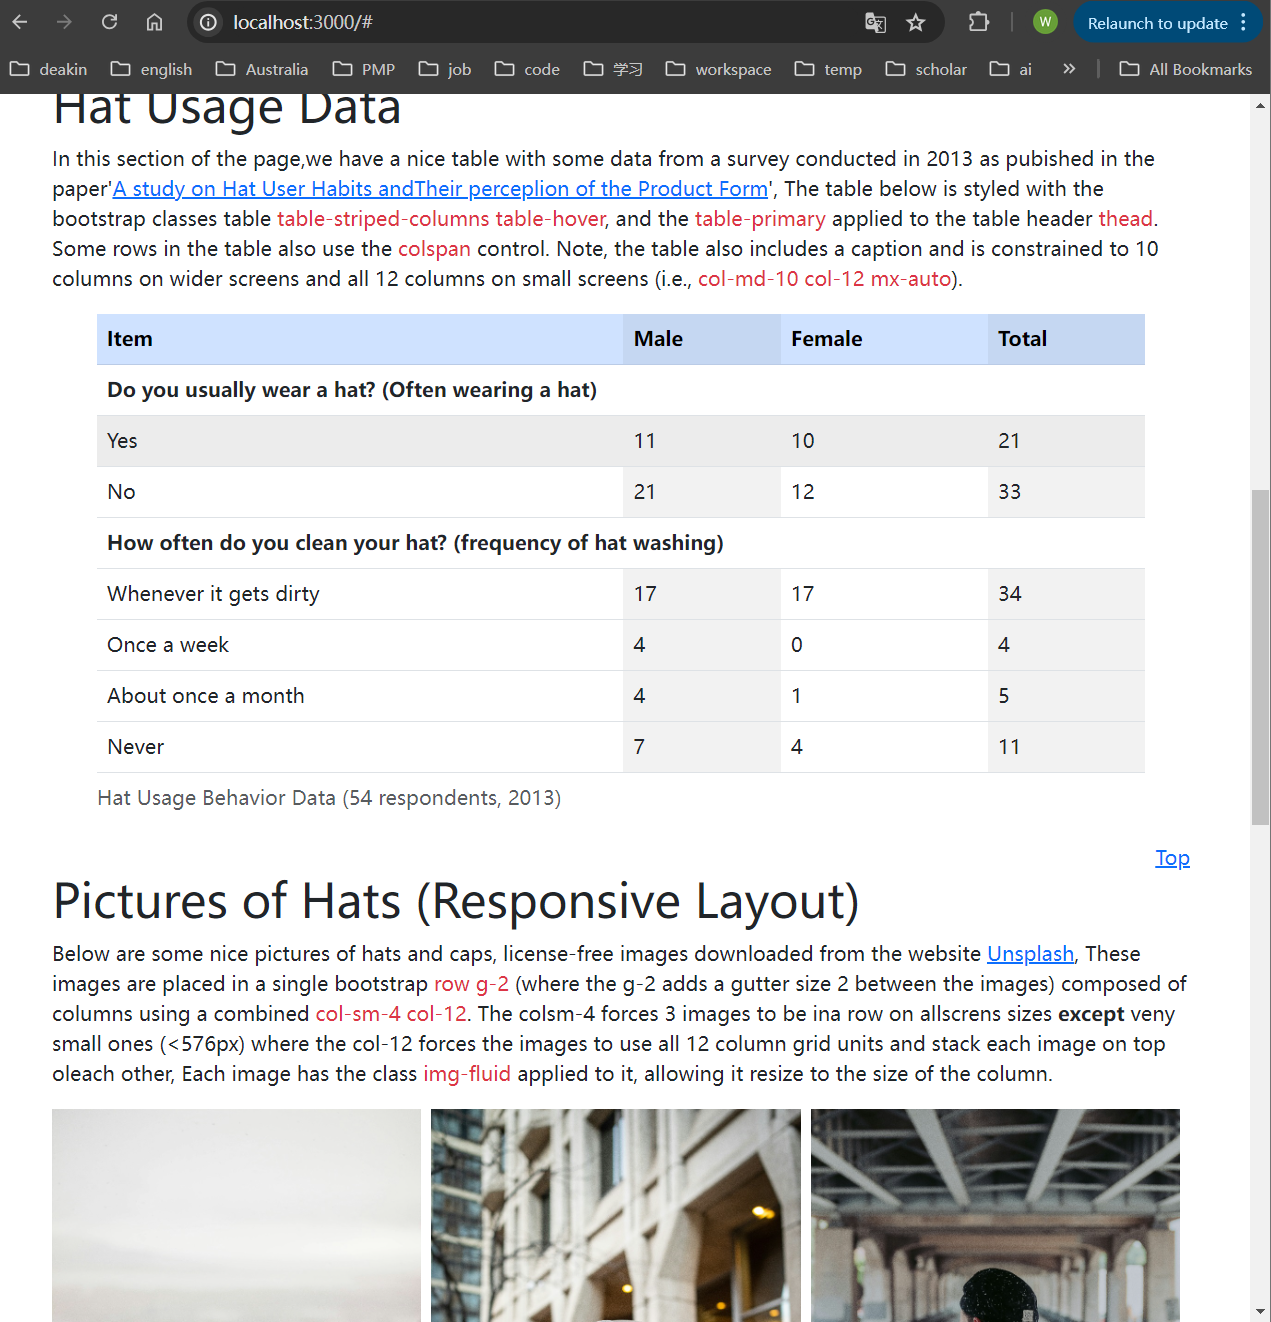 localhost:3000/#
W
Relaunch to update
deakin english Australia PMP job code 学习 workspace temp scholar ai » All Bookmarks
Hat Usage Data
In this section of the page,we have a nice table with some data from a survey conducted in 2013 as pubished in the
paper'A study on Hat User Habits andTheir perceplion of the Product Form', The table below is styled with the
bootstrap classes table table-striped-columns table-hover, and the table-primary applied to the table header thead.
Some rows in the table also use the colspan control. Note, the table also includes a caption and is constrained to 10
columns on wider screens and all 12 columns on small screens (i.e., col-md-10 col-12 mx-auto).
Item Male Female Total
Do you usually wear a hat? (Often wearing a hat)
Yes 11 10 21
No 21 12 33
How often do you clean your hat? (frequency of hat washing)
Whenever it gets dirty 17 17 34
Once a week 4 0 4
About once a month 4 1 5
Never 7 4 11
Hat Usage Behavior Data (54 respondents, 2013)
Top
Pictures of Hats (Responsive Layout)
Below are some nice pictures of hats and caps, license-free images downloaded from the website Unsplash, These
images are placed in a single bootstrap row g-2 (where the g-2 adds a gutter size 2 between the images) composed of
columns using a combined col-sm-4 col-12. The colsm-4 forces 3 images to be ina row on allscrens sizes except veny
small ones (<576px) where the col-12 forces the images to use all 12 column grid units and stack each image on top
oleach other, Each image has the class img-fluid applied to it, allowing it resize to the size of the column.